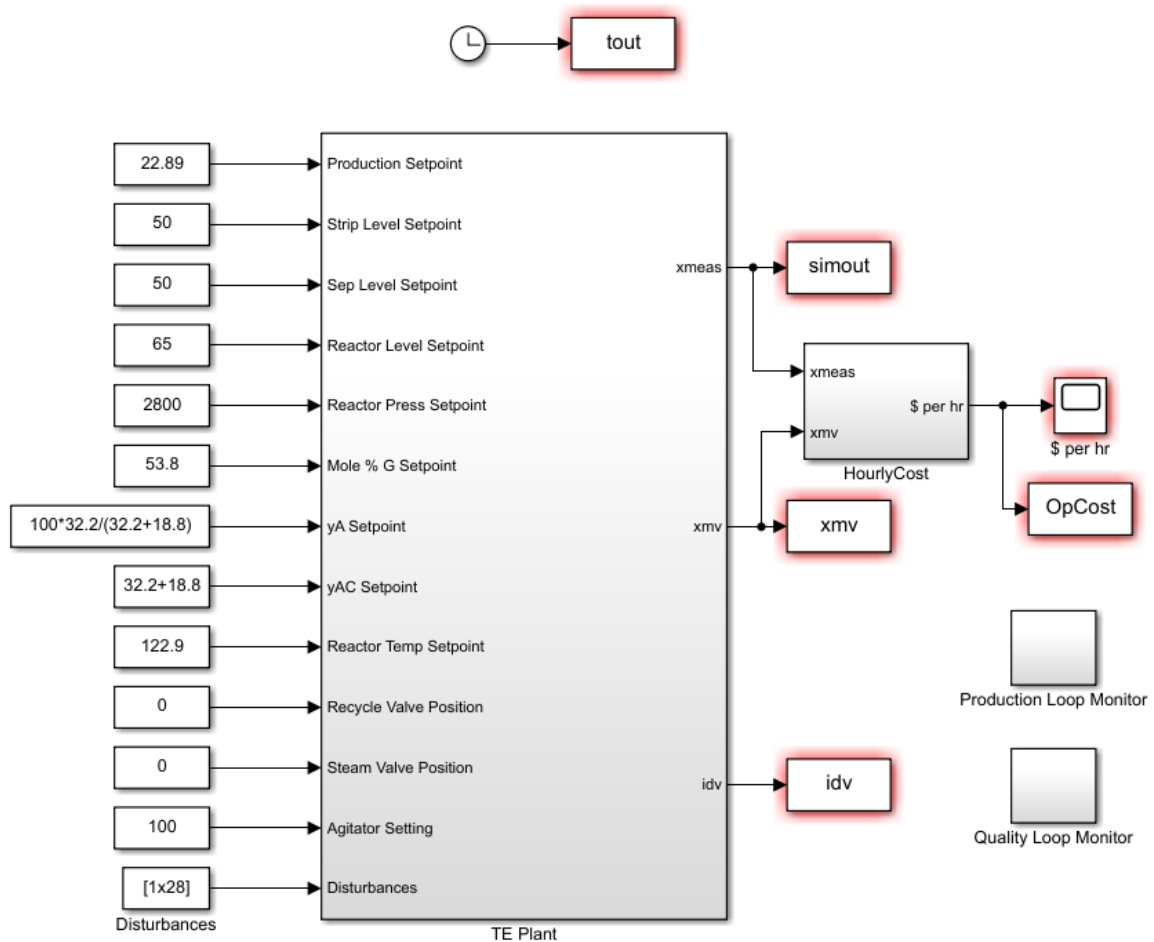 tout
22.89
Production Setpoint
50
Strip Level Setpoint
50
Sep Level Setpoint
65
Reactor Level Setpoint
2800
Reactor Press Setpoint
53.8
Mole % G Setpoint
100*32.2/(32.2+18.8)
yA Setpoint
32.2+18.8
yAC Setpoint
122.9
Reactor Temp Setpoint
0
Recycle Valve Position
0
Steam Valve Position
100
Agitator Setting
[1x28]
Disturbances
Disturbances
TE Plant
xmeas
simout
xmeas
$ per hr
xmv
HourlyCost
$ per hr
OpCost
xmv
xmv
idv
idv
Production Loop Monitor
Quality Loop Monitor